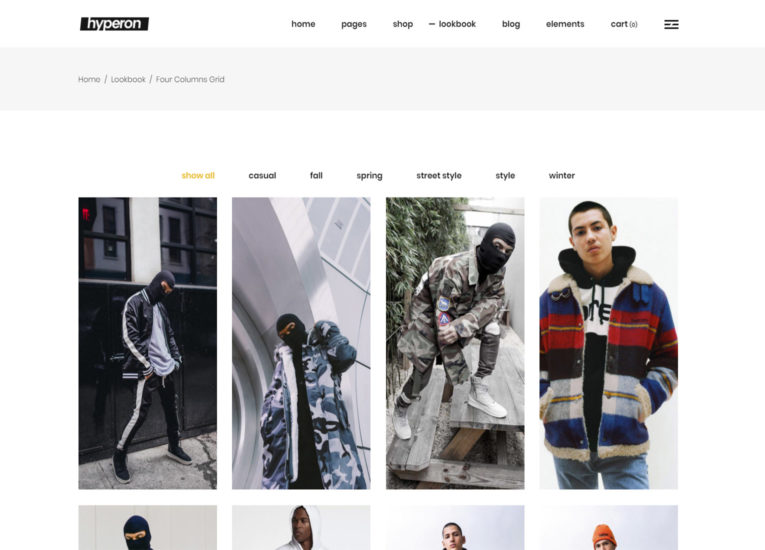 hyperon
home pages shop lookbook blog elements cart (0)
Home / Lookbook / Four Columns Grid
show all casual fall spring street style style winter